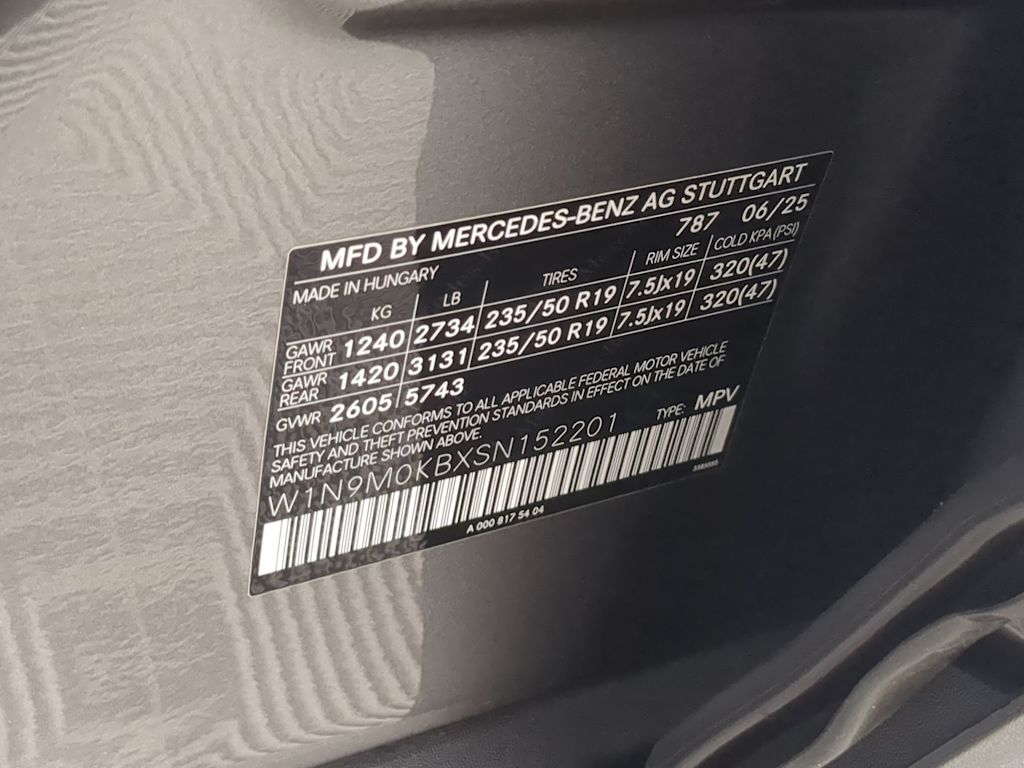 MFD BY MERCEDES-BENZ AG STUTTGART
MADE IN HUNGARY 787 06/25
KG LB TIRES RIM SIZE COLD KPA (PSI)
GAWR FRONT 1240 2734 235/50 R19 7.5Jx19 320(47)
GAWR REAR 1420 3131 235/50 R19 7.5Jx19 320(47)
GVWR 2605 5743
THIS VEHICLE CONFORMS TO ALL APPLICABLE FEDERAL MOTOR VEHICLE
SAFETY AND THEFT PREVENTION STANDARDS IN EFFECT ON THE DATE OF
MANUFACTURE SHOWN ABOVE.
TYPE: MPV
W1N9M0KBXSN152201
A 000 817 54 04